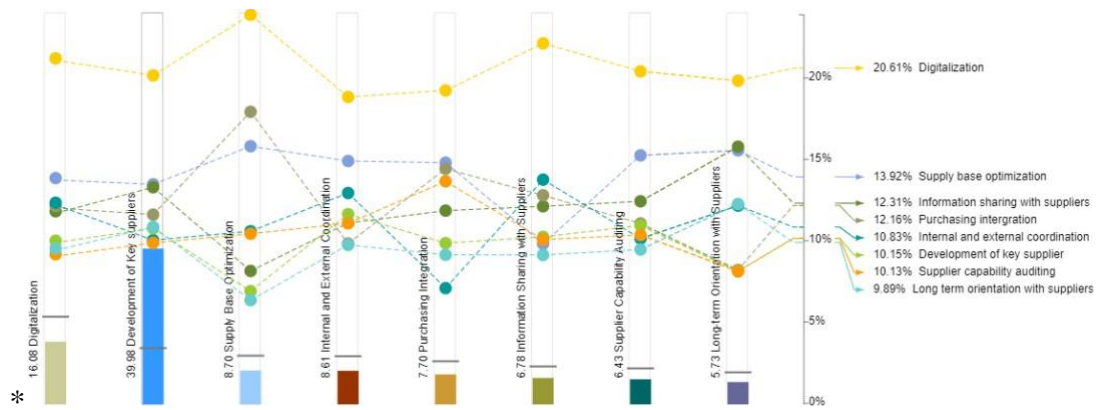 16.08 Digitalization
39.98 Development of Key suppliers
8.70 Supply Base Optimization
8.61 Internal and External Coordination
7.70 Purchasing Integration
6.78 Information Sharing with Suppliers
6.43 Supplier Capability Auditing
5.73 Long-term Orientation with Suppliers
20%
15%
10%
5%
0%
20.61% Digitalization
13.92% Supply base optimization
12.31% Information sharing with suppliers
12.16% Purchasing intergration
10.83% Internal and external coordination
10.15% Development of key supplier
10.13% Supplier capability auditing
9.89% Long term orientation with suppliers
*